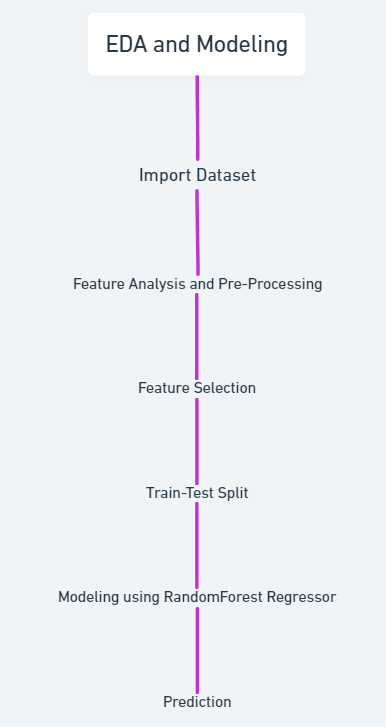 EDA and Modeling
Import Dataset
Feature Analysis and Pre-Processing
Feature Selection
Train-Test Split
Modeling using RandomForest Regressor
Prediction